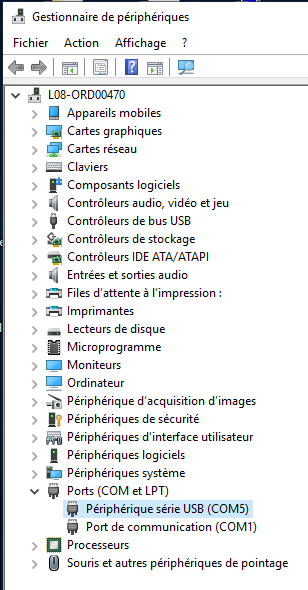 Gestionnaire de périphériques
Fichier Action Affichage ?
L08-ORD00470
Appareils mobiles
Cartes graphiques
Cartes réseau
Claviers
Composants logiciels
Contrôleurs audio, vidéo et jeu
Contrôleurs de bus USB
Contrôleurs de stockage
Contrôleurs IDE ATA/ATAPI
Entrées et sorties audio
Files d'attente à l'impression :
Imprimantes
Lecteurs de disque
Microprogramme
Moniteurs
Ordinateur
Périphérique d'acquisition d'images
Périphériques de sécurité
Périphériques d'interface utilisateur
Périphériques logiciels
Périphériques système
Ports (COM et LPT)
Périphérique série USB (COM5)
Port de communication (COM1)
Processeurs
Souris et autres périphériques de pointage